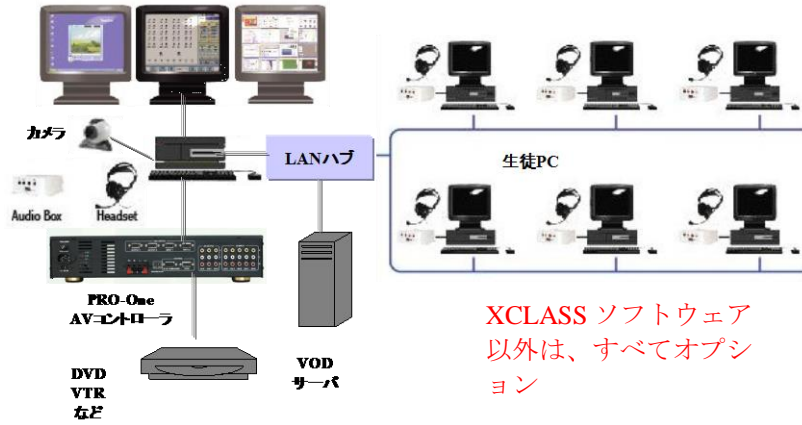 カメラ
LANハブ
生徒PC
Audio Box
Headset
PRO-One
AVコントローラ
DVD
VTR
など
VOD
サーバ
XCLASS ソフトウェア
以外は、すべてオプシ
ョン